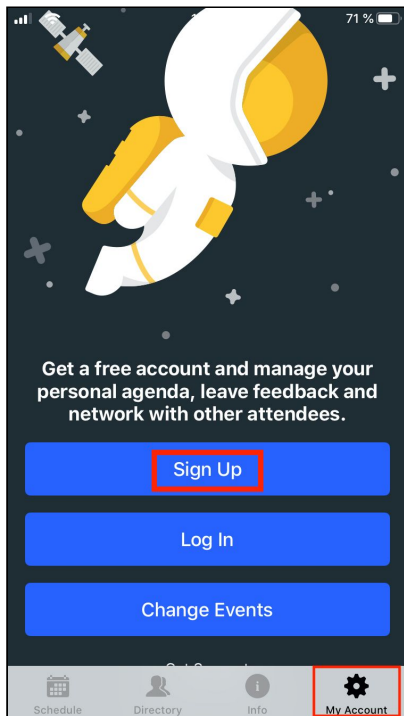 71 %
Get a free account and manage your
personal agenda, leave feedback and
network with other attendees.
Sign Up
Log In
Change Events
Schedule
Directory
Info
My Account